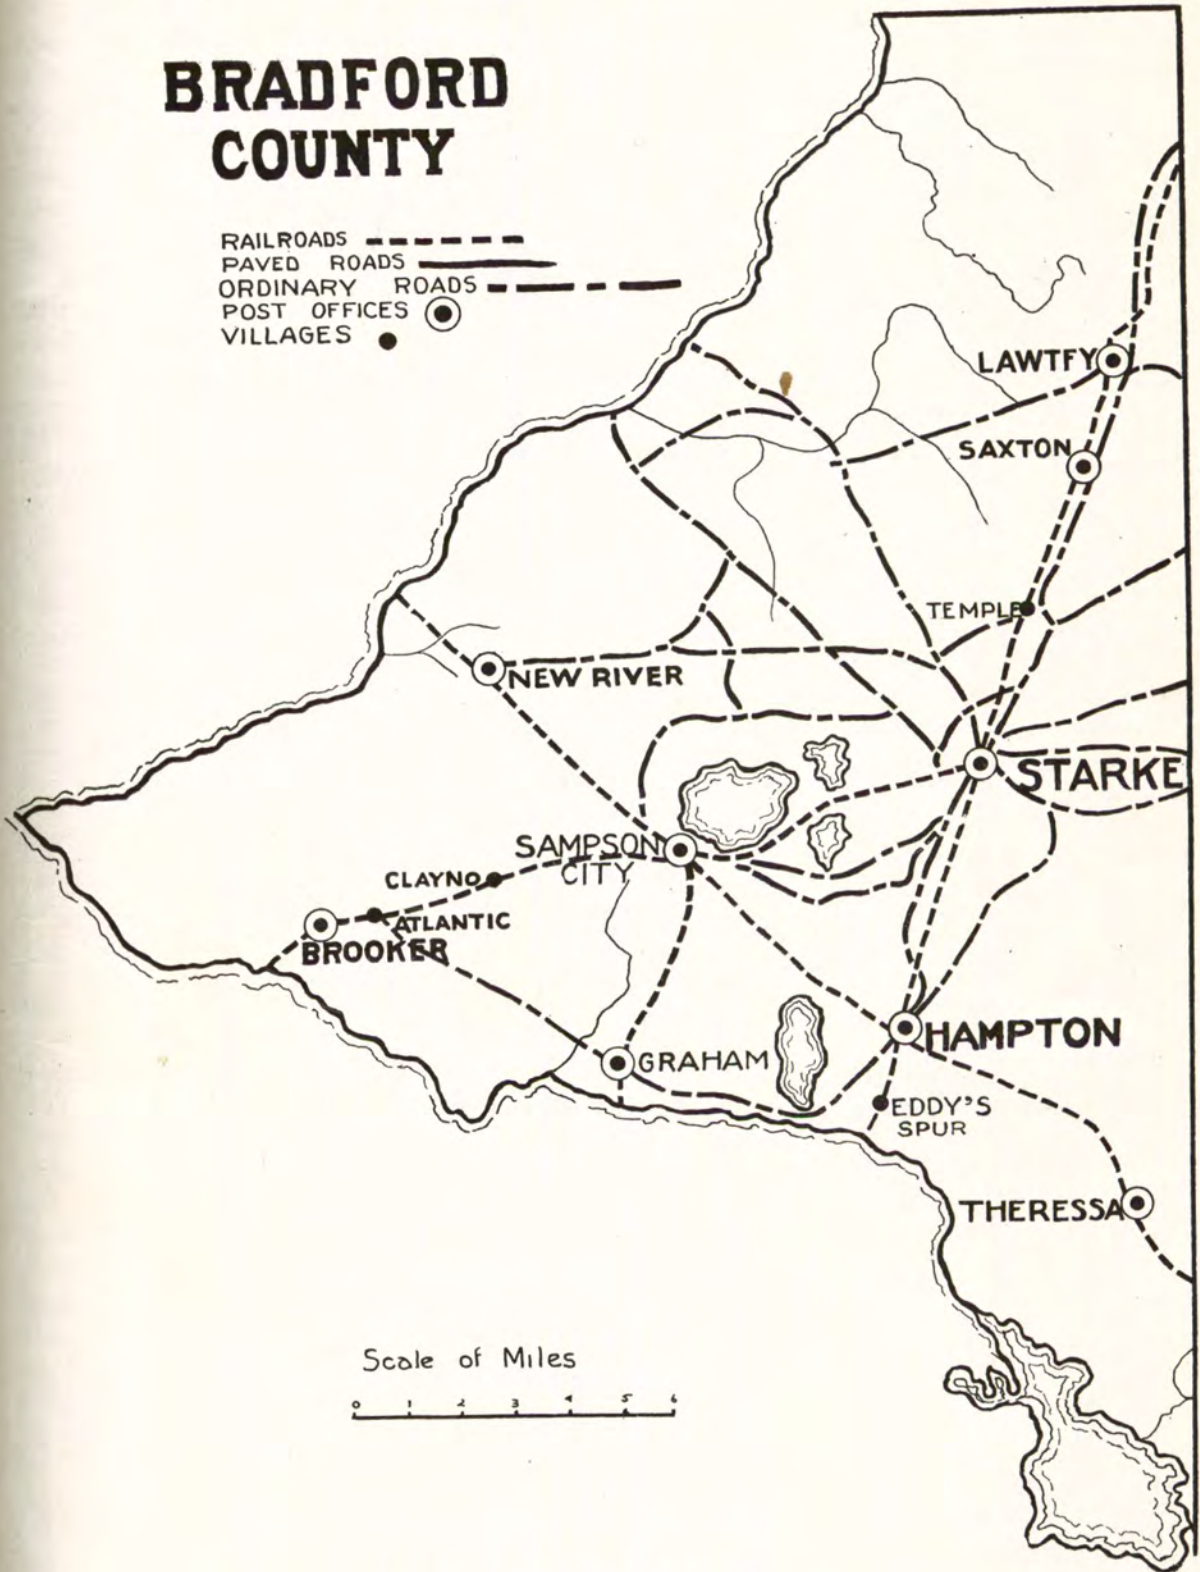 BRADFORD
COUNTY
RAILROADS
PAVED ROADS
ORDINARY ROADS
POST OFFICES
VILLAGES
LAWTFY
SAXTON
TEMPLE
NEW RIVER
STARKE
SAMPSON
CITY
CLAYNO
ATLANTIC
BROOKER
HAMPTON
GRAHAM
EDDY'S
SPUR
THERESSA
Scale of Miles
0 1 2 3 4 5 6